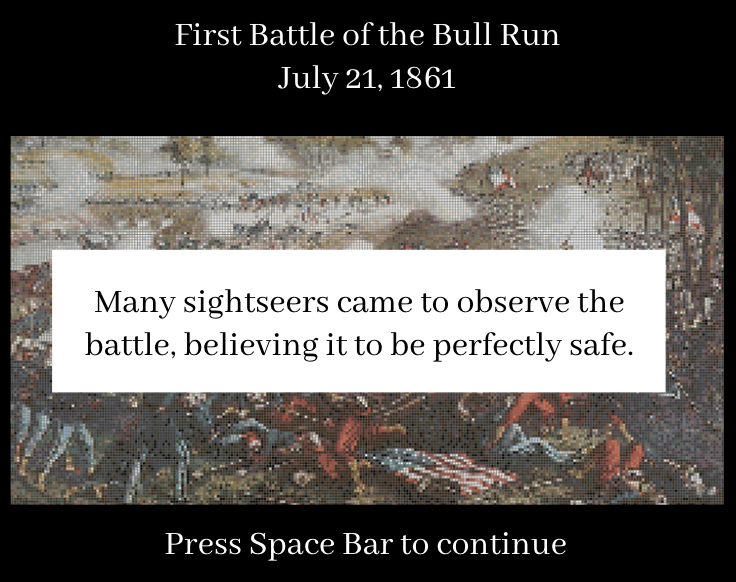 First Battle of the Bull Run
July 21, 1861
Many sightseers came to observe the
battle, believing it to be perfectly safe.
Press Space Bar to continue